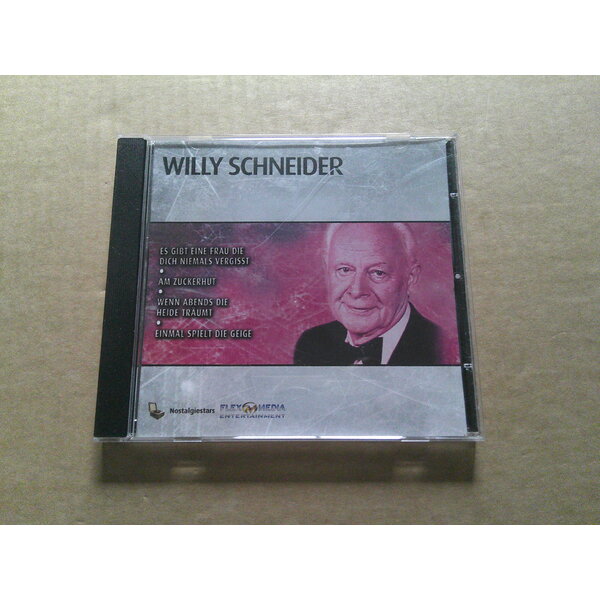 WILLY SCHNEIDER
ES GIBT EINE FRAU DIE
DICH NIEMALS VERGISST
•
AM ZUCKERHUT
•
WENN ABENDS DIE
HEIDE TRÄUMT
•
EINMAL SPIELT DIE GEIGE
Nostalgiestars
FLEX MEDIA
ENTERTAINMENT